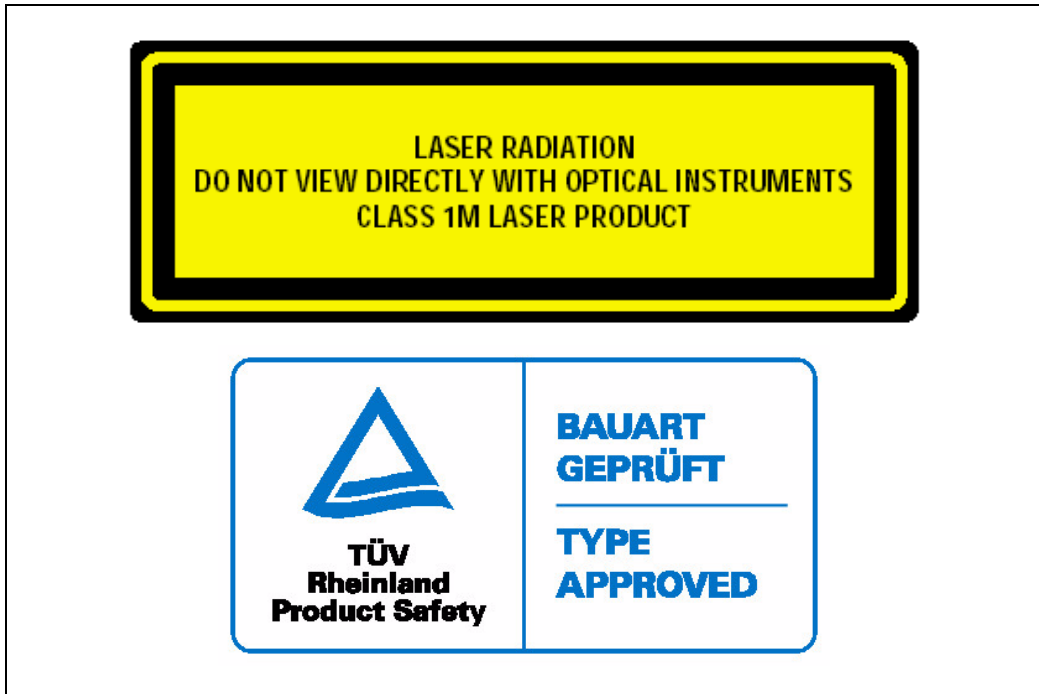 LASER RADIATION
DO NOT VIEW DIRECTLY WITH OPTICAL INSTRUMENTS
CLASS 1M LASER PRODUCT
TÜV
Rheinland
Product Safety
BAUART
GEPRÜFT
TYPE
APPROVED